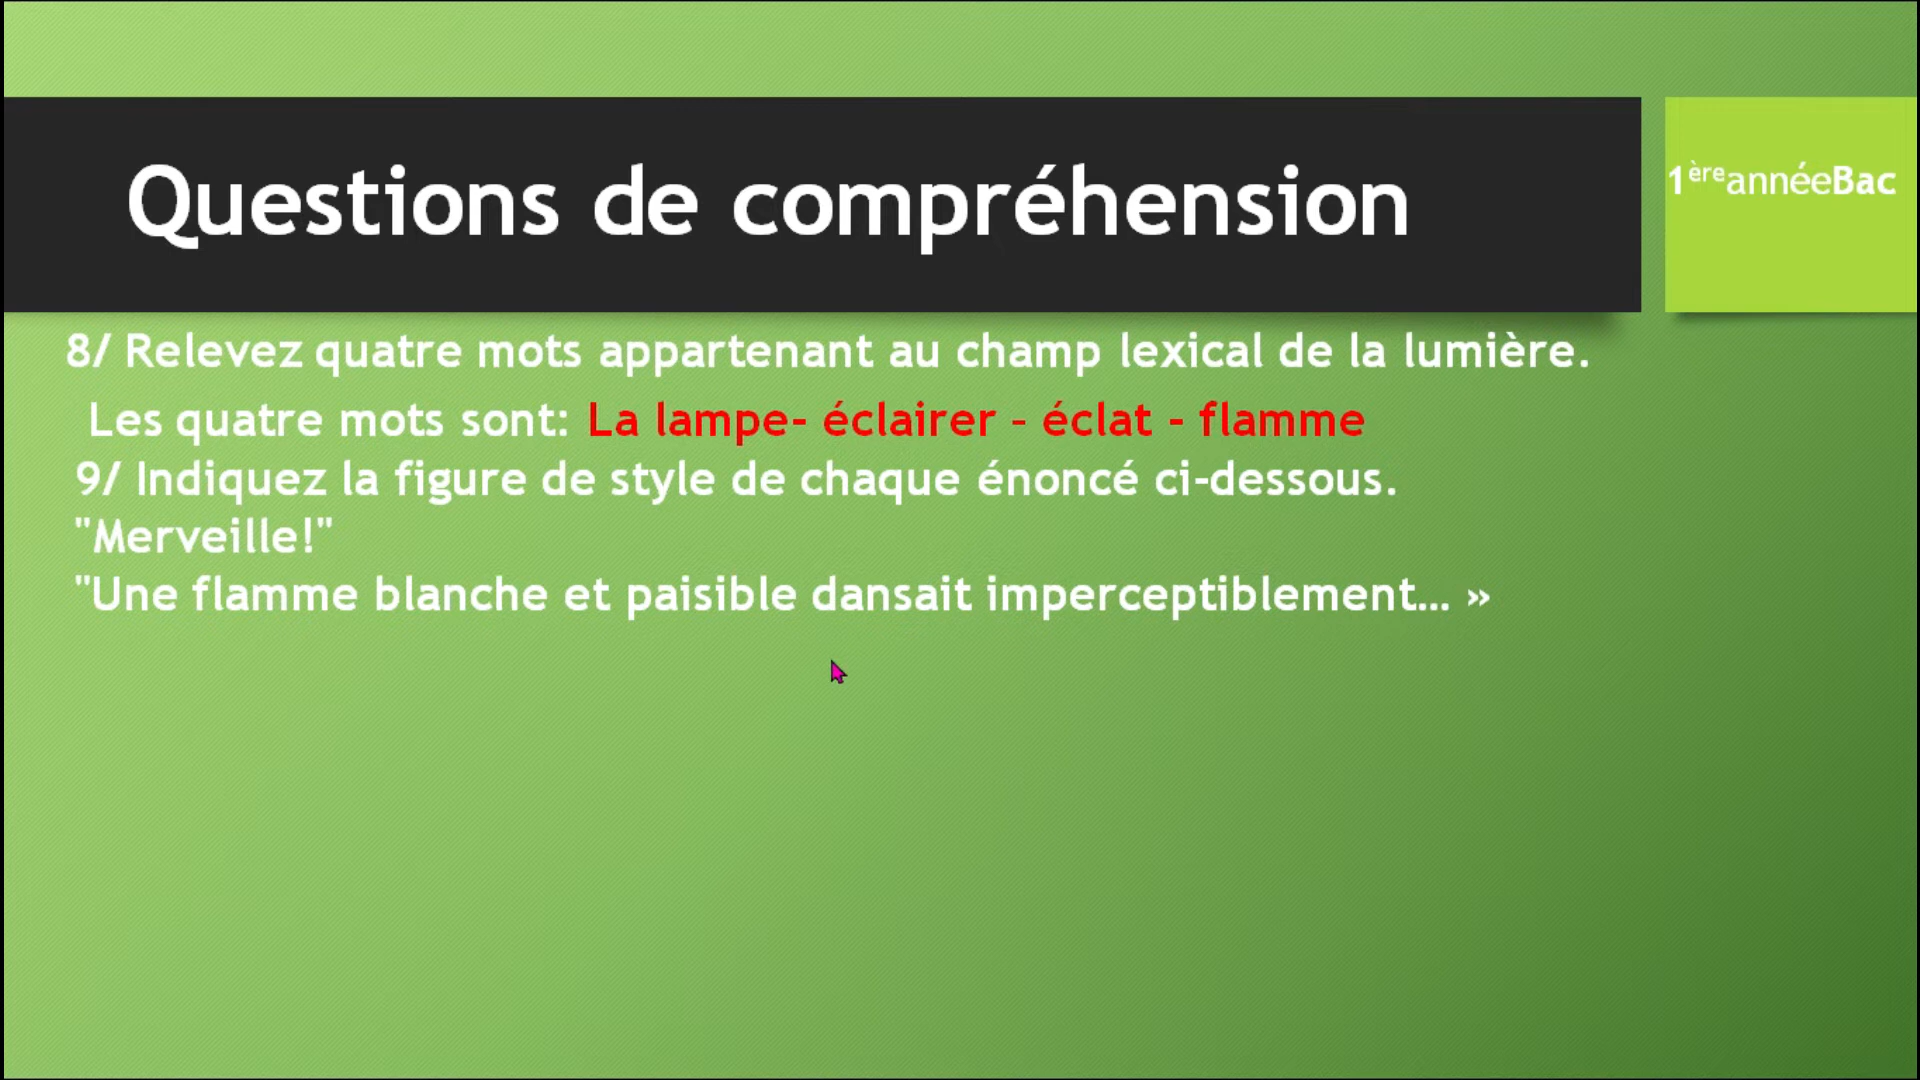 Questions de compréhension
1èreannéeBac
8/ Relevez quatre mots appartenant au champ lexical de la lumière.
Les quatre mots sont: La lampe- éclairer – éclat - flamme
9/ Indiquez la figure de style de chaque énoncé ci-dessous.
"Merveille!"
"Une flamme blanche et paisible dansait imperceptiblement... »